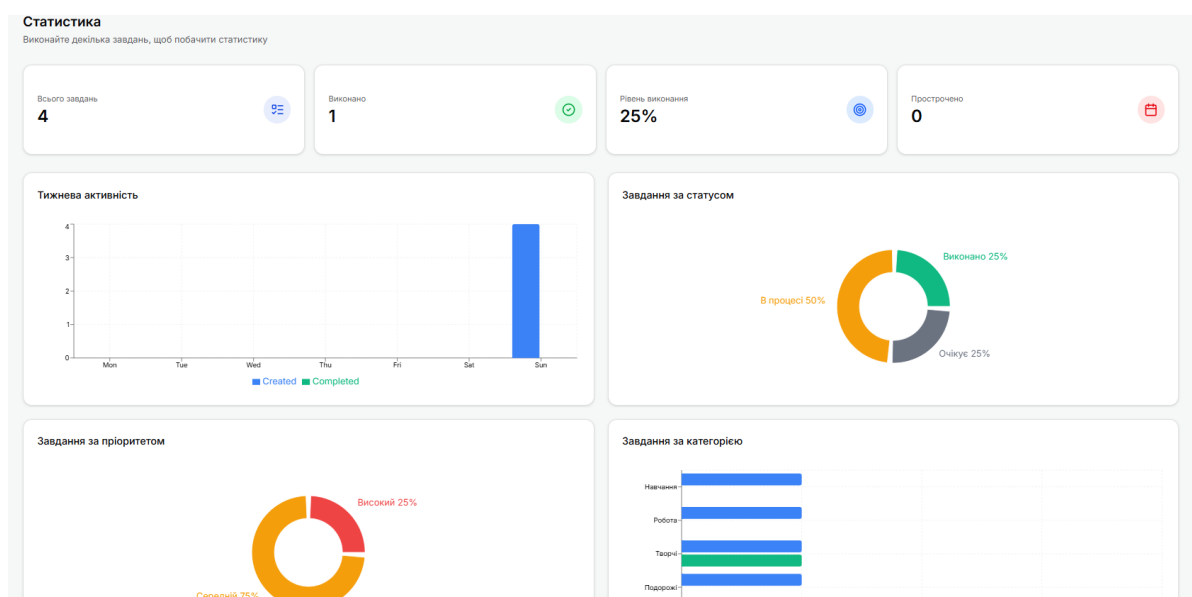 Статистика
Виконайте декілька завдань, щоб побачити статистику
Всього завдань
4
Виконано
1
Рівень виконання
25%
Прострочено
0
Тижнева активність
4
3
2
1
0
Mon Tue Wed Thu Fri Sat Sun
Created Completed
Завдання за статусом
Виконано 25%
В процесі 50%
Очікує 25%
Завдання за пріоритетом
Високий 25%
Середній 75%
Завдання за категорією
Навчання
Робота
Творчі
Подорожі